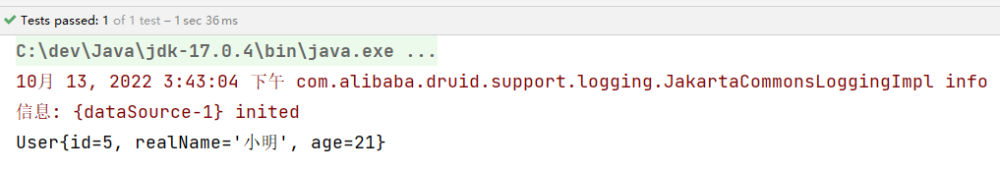 Tests passed: 1 of 1 test – 1 sec 36 ms
C:\dev\Java\jdk-17.0.4\bin\java.exe ...
10月 13, 2022 3:43:04 下午 com.alibaba.druid.support.logging.JakartaCommonsLoggingImpl info
信息: {dataSource-1} inited
User{id=5, realName='小明', age=21}